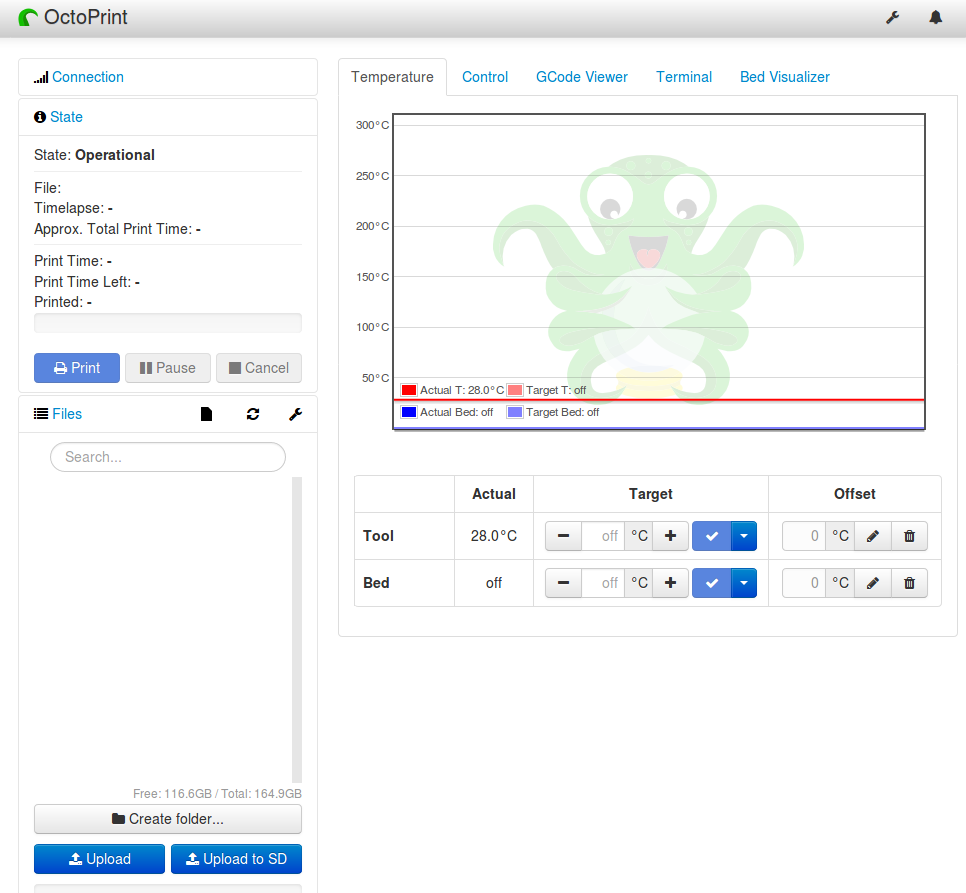 OctoPrint
Connection
State
State: Operational
File:
Timelapse: -
Approx. Total Print Time: -
Print Time: -
Print Time Left: -
Printed: -
Print Pause Cancel
Files
Search...
Free: 116.6GB / Total: 164.9GB
Create folder...
Upload Upload to SD
Temperature Control GCode Viewer Terminal Bed Visualizer
300°C
250°C
200°C
150°C
100°C
50°C
Actual T: 28.0°C Target T: off
Actual Bed: off Target Bed: off
Actual Target Offset
Tool 28.0°C off °C 0 °C
Bed off off °C 0 °C